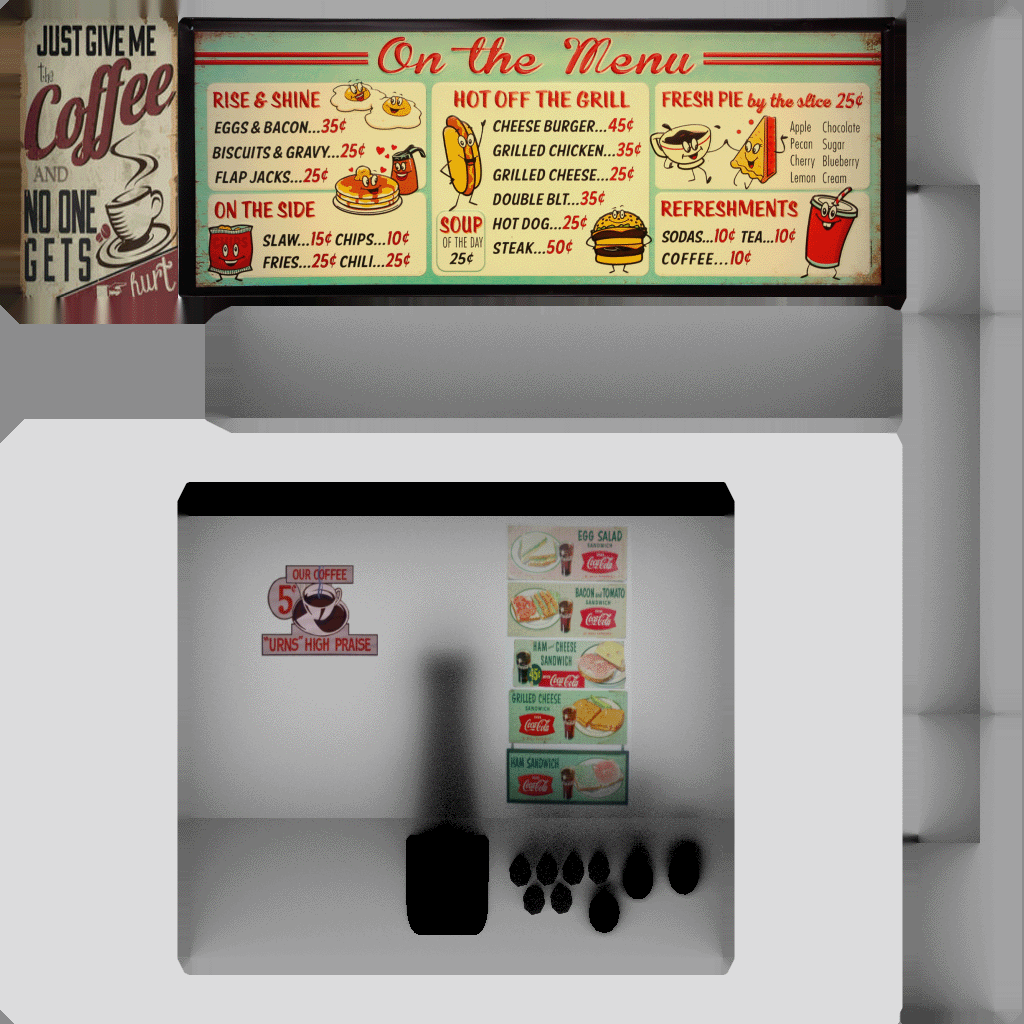 JUST GIVE ME
the
Coffee
AND
NO ONE
GETS
hurt
On the Menu
RISE & SHINE
EGGS & BACON...35¢
BISCUITS & GRAVY...25¢
FLAP JACKS...25¢
ON THE SIDE
SLAW...15¢ CHIPS...10¢
FRIES...25¢ CHILI...25¢
HOT OFF THE GRILL
CHEESE BURGER...45¢
GRILLED CHICKEN...35¢
GRILLED CHEESE...25¢
DOUBLE BLT...35¢
HOT DOG...25¢
STEAK...50¢
SOUP
OF THE DAY
25¢
FRESH PIE by the slice 25¢
Apple Chocolate
Pecan Sugar
Cherry Blueberry
Lemon Cream
REFRESHMENTS
SODAS...10¢ TEA...10¢
COFFEE...10¢
OUR COFFEE
5¢
"URNS" HIGH PRAISE
EGG SALAD
SANDWICH
Coca-Cola
BACON and TOMATO
SANDWICH
Coca-Cola
HAM and CHEESE
SANDWICH
Coca-Cola
GRILLED CHEESE
SANDWICH
Coca-Cola
HAM SANDWICH
Coca-Cola